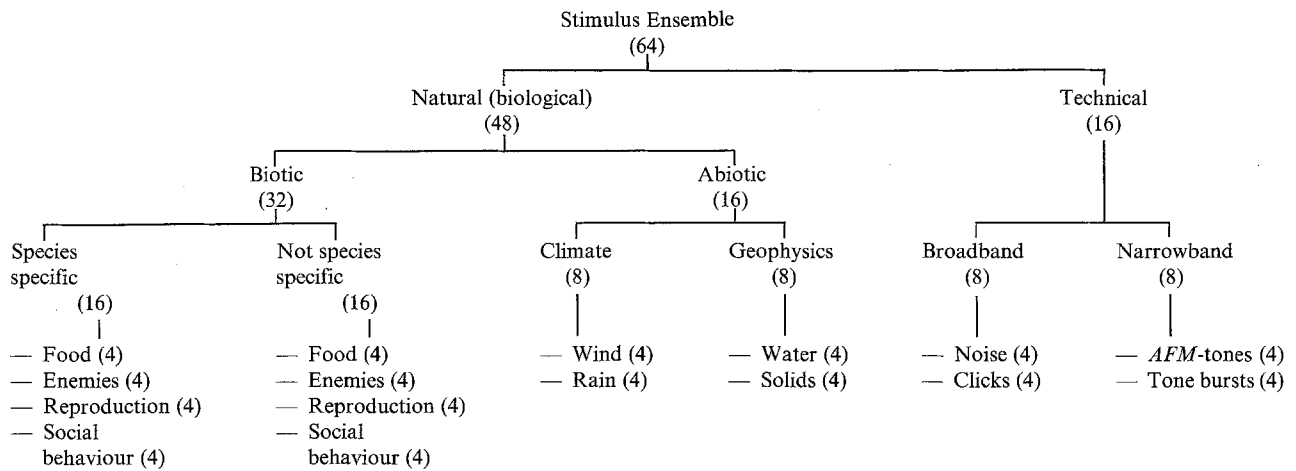 Stimulus Ensemble
(64)
Natural (biological)
(48)
Technical
(16)
Biotic
(32)
Abiotic
(16)
Species
specific
(16)
Not species
specific
(16)
Climate
(8)
Geophysics
(8)
Broadband
(8)
Narrowband
(8)
— Food (4)
— Enemies (4)
— Reproduction (4)
— Social
behaviour (4)
— Food (4)
— Enemies (4)
— Reproduction (4)
— Social
behaviour (4)
— Wind (4)
— Rain (4)
— Water (4)
— Solids (4)
— Noise (4)
— Clicks (4)
— AFM-tones (4)
— Tone bursts (4)